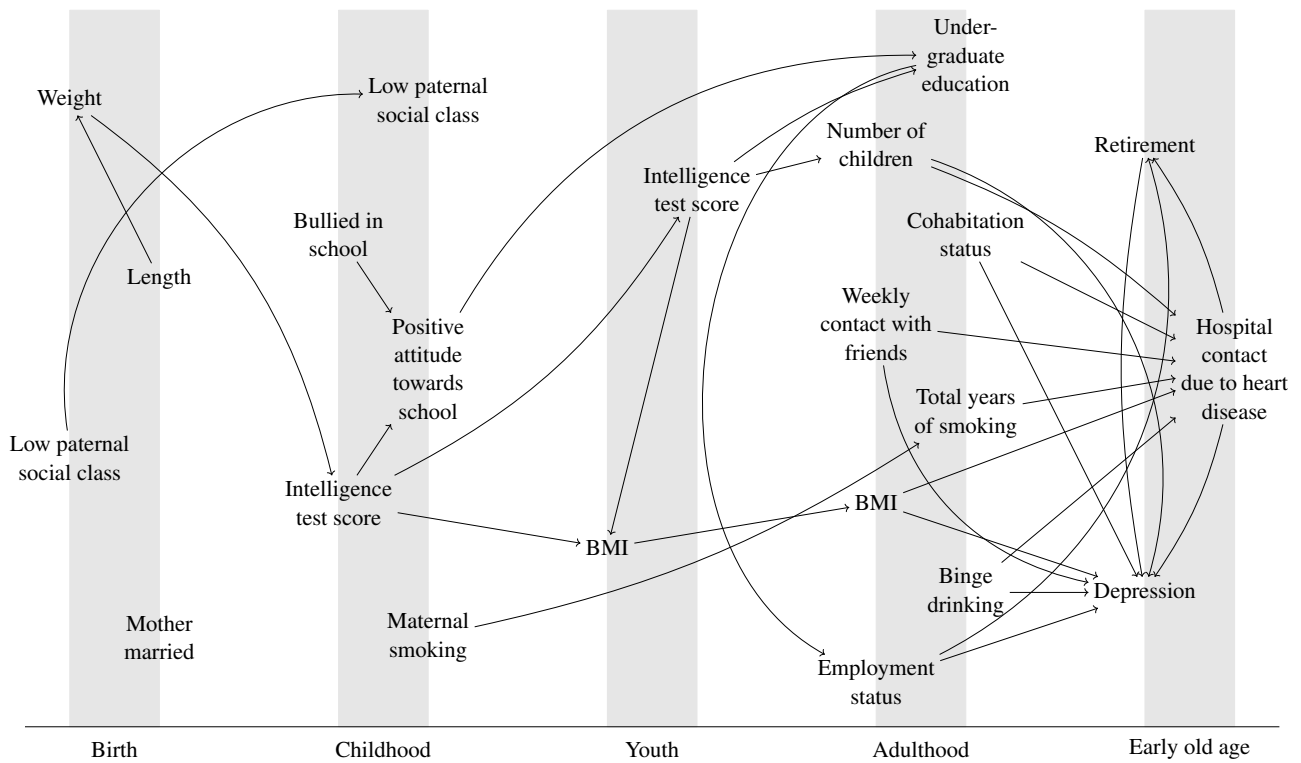 Weight
Length
Low paternal
social class
Mother
married
Low paternal
social class
Bullied in
school
Positive
attitude
towards
school
Intelligence
test score
Maternal
smoking
Intelligence
test score
BMI
Under-
graduate
education
Number of
children
Cohabitation
status
Weekly
contact with
friends
Total years
of smoking
BMI
Binge
drinking
Employment
status
Retirement
Hospital
contact
due to heart
disease
Depression
Birth
Childhood
Youth
Adulthood
Early old age